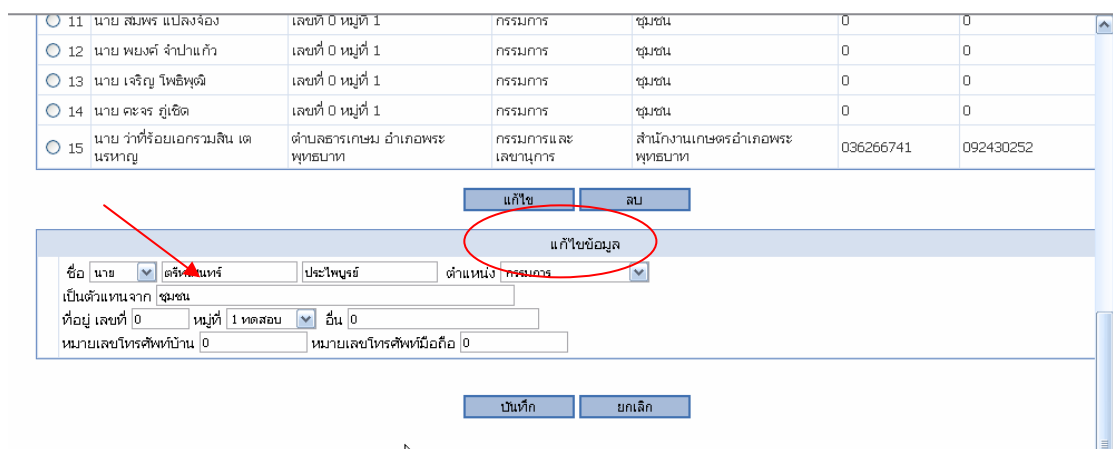 11 นาย สมพร แปลงจ้อง เลขที่ 0 หมู่ที่ 1 กรรมการ ชุมชน 0 0
12 นาย พยงค์ จำปาแก้ว เลขที่ 0 หมู่ที่ 1 กรรมการ ชุมชน 0 0
13 นาย เจริญ โพธิพุฒิ เลขที่ 0 หมู่ที่ 1 กรรมการ ชุมชน 0 0
14 นาย คะจร ภู่เชิด เลขที่ 0 หมู่ที่ 1 กรรมการ ชุมชน 0 0
15 นาย ว่าที่ร้อยเอกรวมสิน เต ตำบลธารเกษม อำเภอพระ กรรมการและ สำนักงานเกษตรอำเภอพระ 036266741 092430252
นรหาญ พุทธบาท เลขานุการ พุทธบาท
แก้ไข ลบ
แก้ไขข้อมูล
ชื่อ นาย ประไพบูรย์ ตำแหน่ง กรรมการ
เป็นตัวแทนจาก ชุมชน
ที่อยู่ เลขที่ 0 หมู่ที่ 1 ทดสอบ อื่น 0
หมายเลขโทรศัพท์บ้าน 0 หมายเลขโทรศัพท์มือถือ 0
บันทึก ยกเลิก